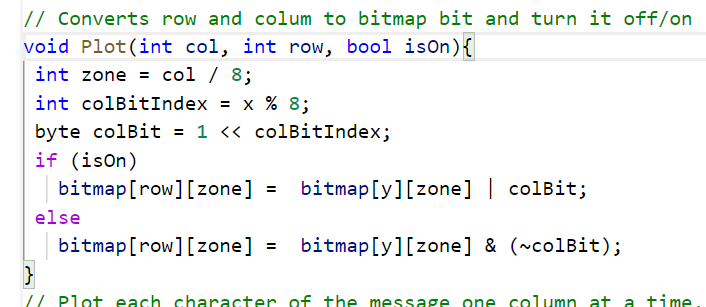 // Converts row and colum to bitmap bit and turn it off/on
void Plot(int col, int row, bool isOn){
int zone = col / 8;
int colBitIndex = x % 8;
byte colBit = 1 << colBitIndex;
if (isOn)
bitmap[row][zone] =  bitmap[y][zone] | colBit;
else
bitmap[row][zone] =  bitmap[y][zone] & (~colBit);
}
// Plot each character of the message one column at a time.